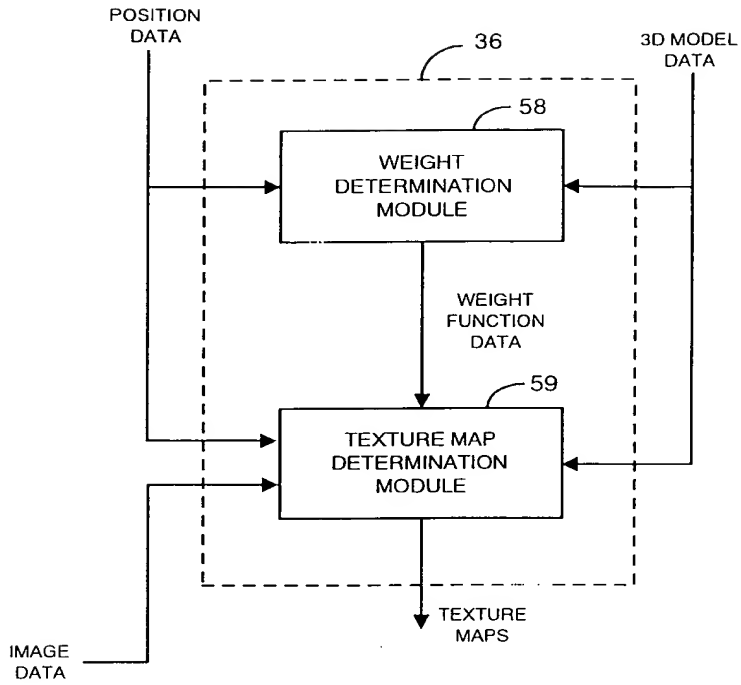 POSITION
DATA
36
3D MODEL
DATA
58
WEIGHT
DETERMINATION
MODULE
WEIGHT
FUNCTION
DATA
59
TEXTURE MAP
DETERMINATION
MODULE
TEXTURE
MAPS
IMAGE
DATA